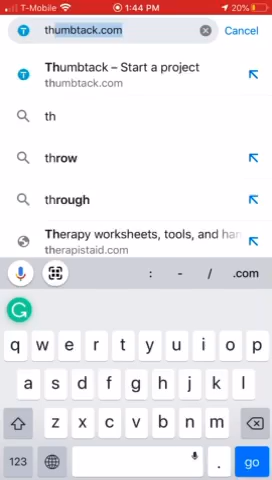 T-Mobile 1:44 PM 20%
T thumbtack.com Cancel
T Thumbtack – Start a project
thumbtack.com
th
throw
through
Therapy worksheets, tools, and han
therapistaid.com
: - / .com
q w e r t y u i o p
a s d f g h j k l
z x c v b n m
123 . go